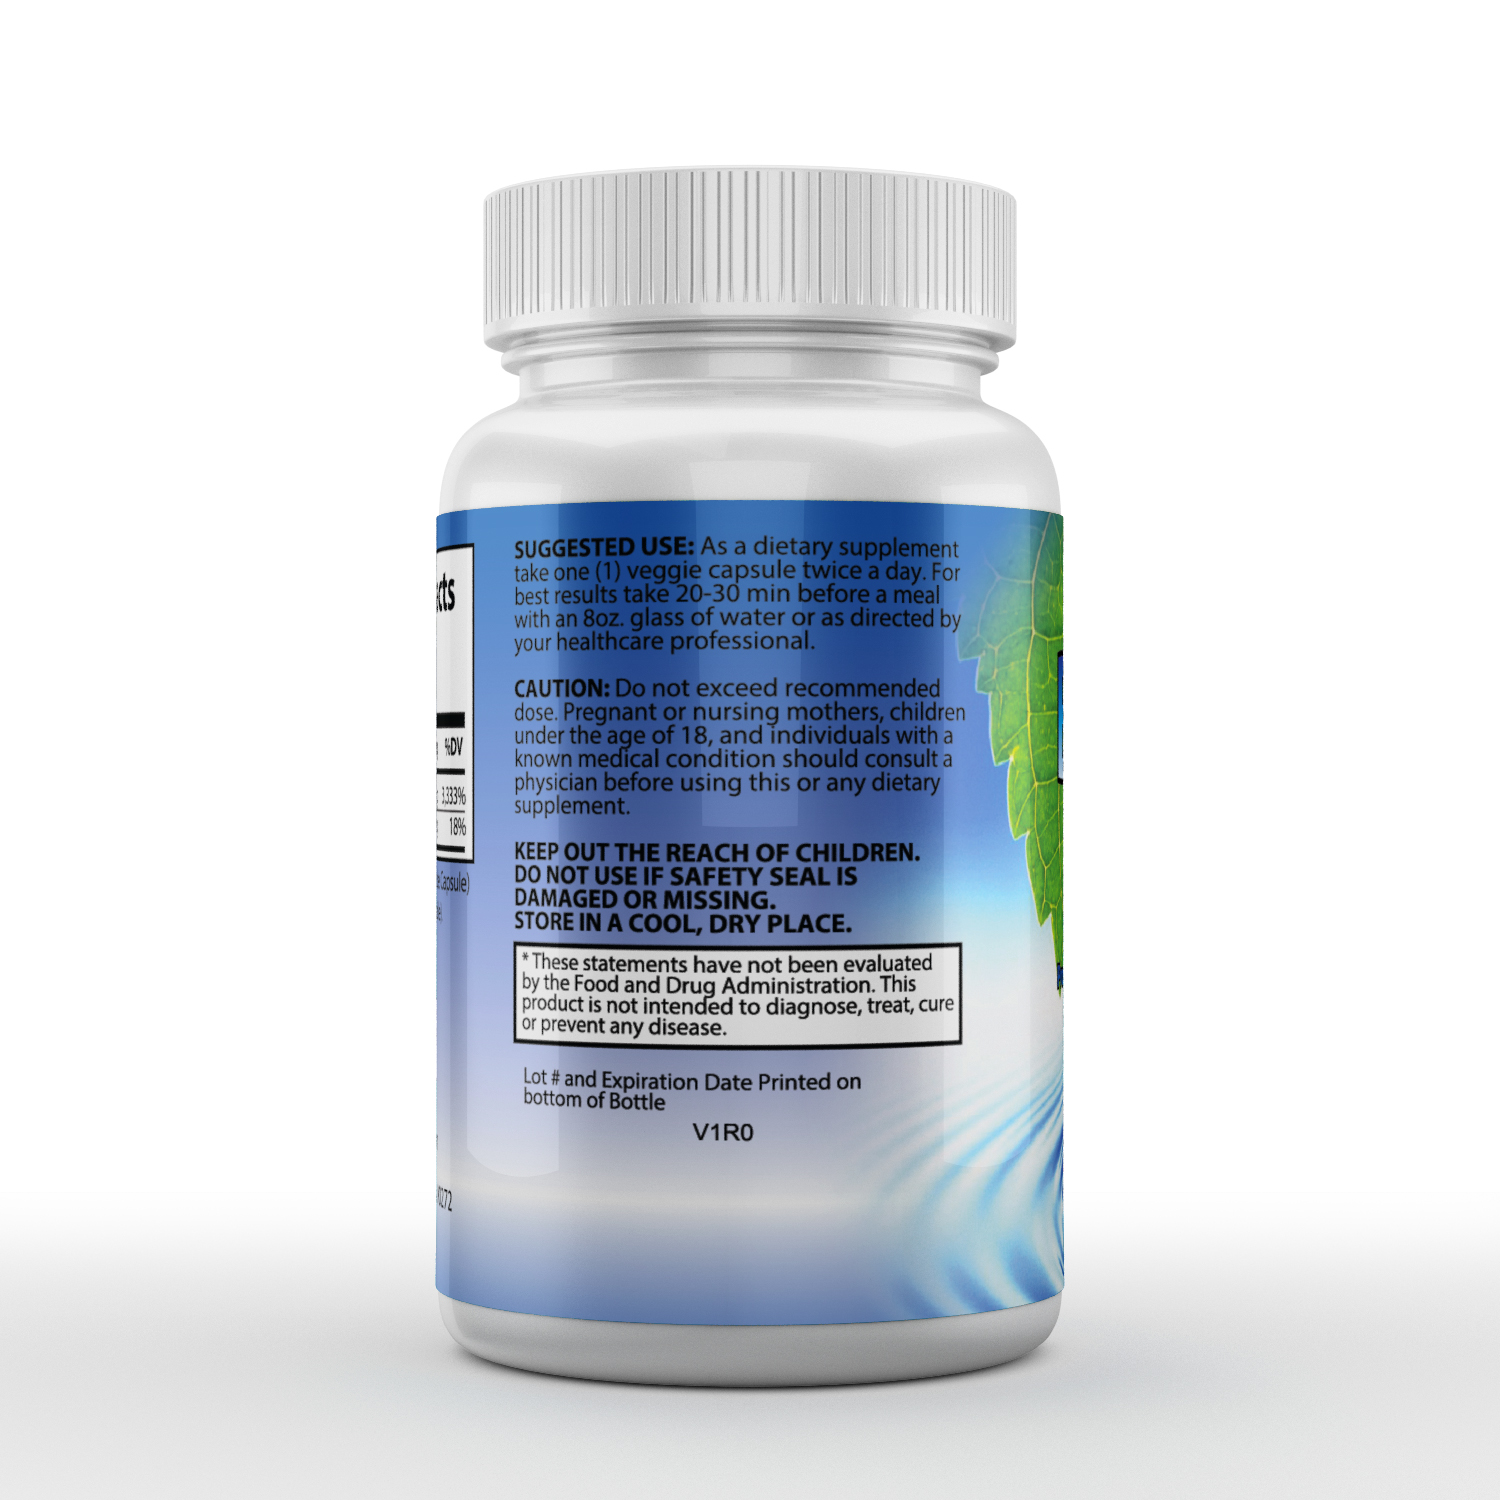 cts
%DV
3,333%
18%
Capsule)
SUGGESTED USE: As a dietary supplement
take one (1) veggie capsule twice a day. For
best results take 20-30 min before a meal
with an 8oz. glass of water or as directed by
your healthcare professional.
CAUTION: Do not exceed recommended
dose. Pregnant or nursing mothers, children
under the age of 18, and individuals with a
known medical condition should consult a
physician before using this or any dietary
supplement.
KEEP OUT THE REACH OF CHILDREN.
DO NOT USE IF SAFETY SEAL IS
DAMAGED OR MISSING.
STORE IN A COOL, DRY PLACE.
* These statements have not been evaluated
by the Food and Drug Administration. This
product is not intended to diagnose, treat, cure
or prevent any disease.
Lot # and Expiration Date Printed on
bottom of Bottle
V1R0